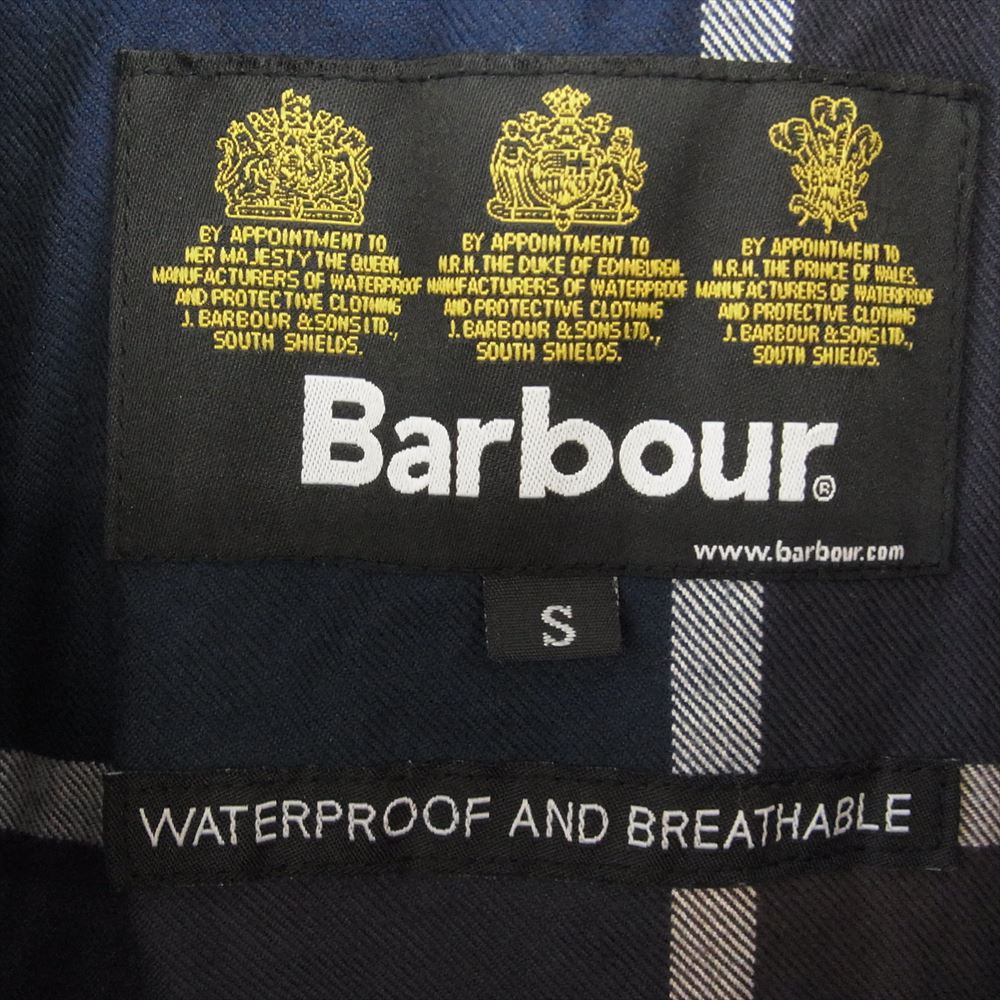 BY APPOINTMENT TO
HER MAJESTY THE QUEEN.
MANUFACTURERS OF WATERPROOF
AND PROTECTIVE CLOTHING
J. BARBOUR & SONS LTD.,
SOUTH SHIELDS.
BY APPOINTMENT TO
H.R.H. THE DUKE OF EDINBURGH.
MANUFACTURERS OF WATERPROOF
AND PROTECTIVE CLOTHING
J. BARBOUR & SONS LTD.,
SOUTH SHIELDS.
BY APPOINTMENT TO
H.R.H. THE PRINCE OF WALES.
MANUFACTURERS OF WATERPROOF
AND PROTECTIVE CLOTHING
J. BARBOUR & SONS LTD.,
SOUTH SHIELDS.
Barbour®
www.barbour.com
S
WATERPROOF AND BREATHABLE